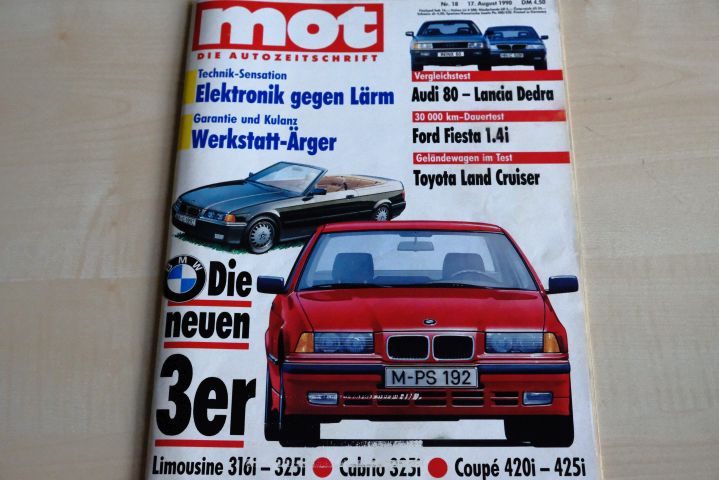 mot
DIE AUTOZEITSCHRIFT
Nr. 18 17. August 1990 DM 4,50
Technik-Sensation
Elektronik gegen Lärm
Garantie und Kulanz
Werkstatt-Ärger
Vergleichstest
Audi 80 – Lancia Dedra
30 000 km-Dauertest
Ford Fiesta 1.4i
Geländewagen im Test
Toyota Land Cruiser
BMW
Die
neuen
3er
M-PS 192
Limousine 316i – 325i ● Cabrio 325i ● Coupé 420i – 425i